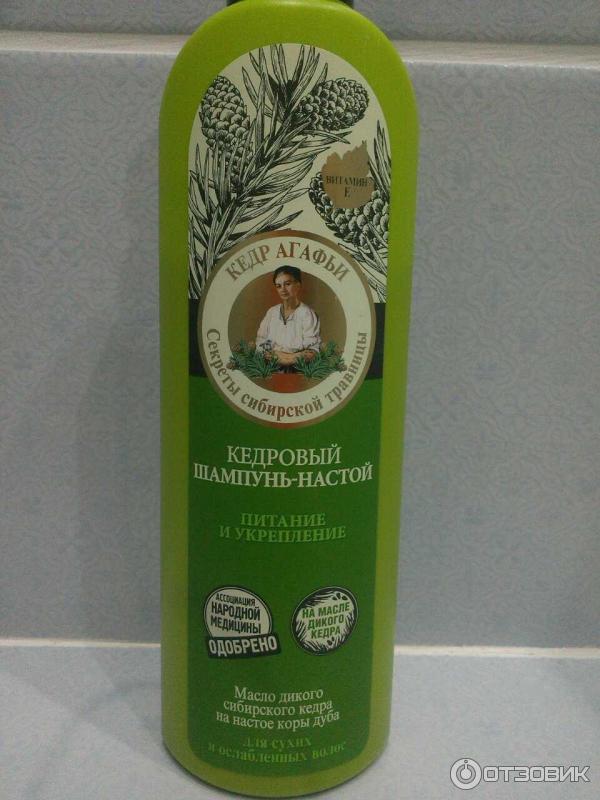 ВИТАМИН
Е
КЕДР АГАФЬИ
Секреты сибирской травницы
КЕДРОВЫЙ
ШАМПУНЬ-НАСТОЙ
ПИТАНИЕ
И УКРЕПЛЕНИЕ
АССОЦИАЦИЯ
НАРОДНОЙ
МЕДИЦИНЫ
ОДОБРЕНО
НА МАСЛЕ
ДИКОГО
КЕДРА
Масло дикого
сибирского кедра
на настое коры дуба
для сухих
и ослабленных волос
ОТЗОВИК